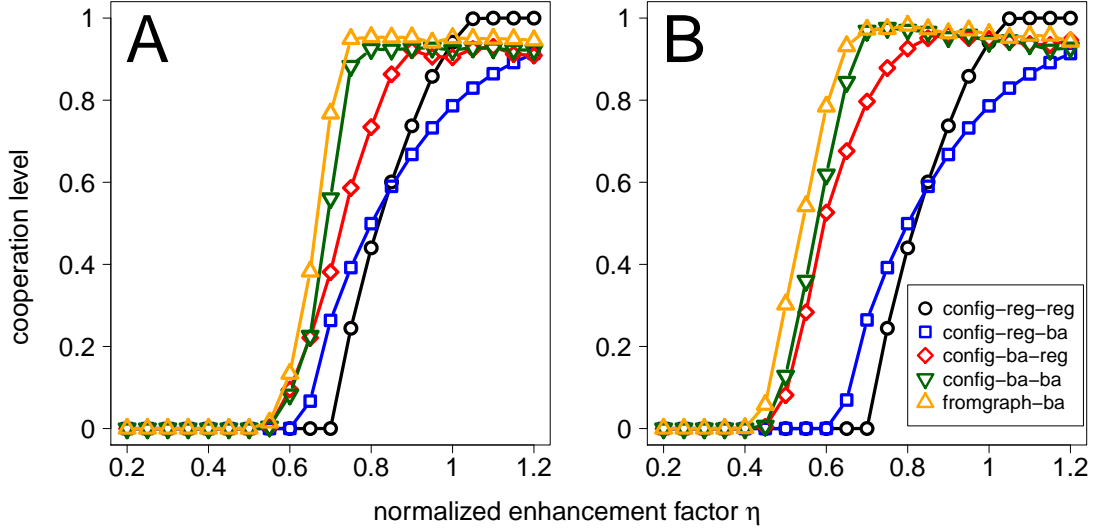 A
B
cooperation level
1
0.8
0.6
0.4
0.2
0
0.2 0.4 0.6 0.8 1 1.2
1
0.8
0.6
0.4
0.2
0
0.2 0.4 0.6 0.8 1 1.2
config−reg−reg
config−reg−ba
config−ba−reg
config−ba−ba
fromgraph−ba
normalized enhancement factor η